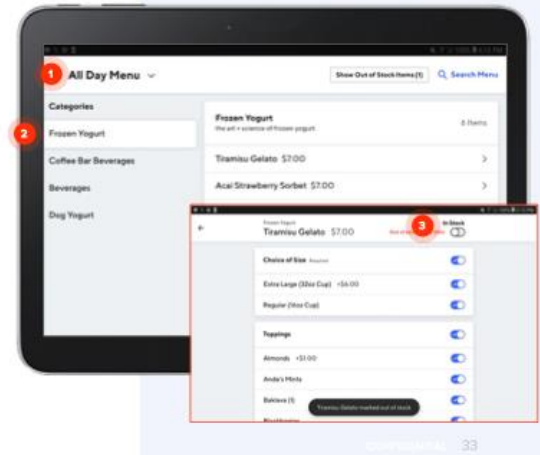 1 All Day Menu
Show Out of Stock Items (1)
Search Menu
Categories
2 Frozen Yogurt
Coffee Bar Beverages
Beverages
Dog Yogurt
Frozen Yogurt
the art + science of frozen yogurt
8 Items
Tiramisu Gelato $7.00
Acai Strawberry Sorbet $7.00
Frozen Yogurt
Tiramisu Gelato $7.00
3
In Stock
Choice of Size Required
Extra Large (32oz Cup) +$6.00
Regular (16oz Cup)
Toppings
Almonds +$1.00
Anda's Mints
Baklava (1)
Blackberries
Tiramisu Gelato marked out of stock
CONFIDENTIAL 33